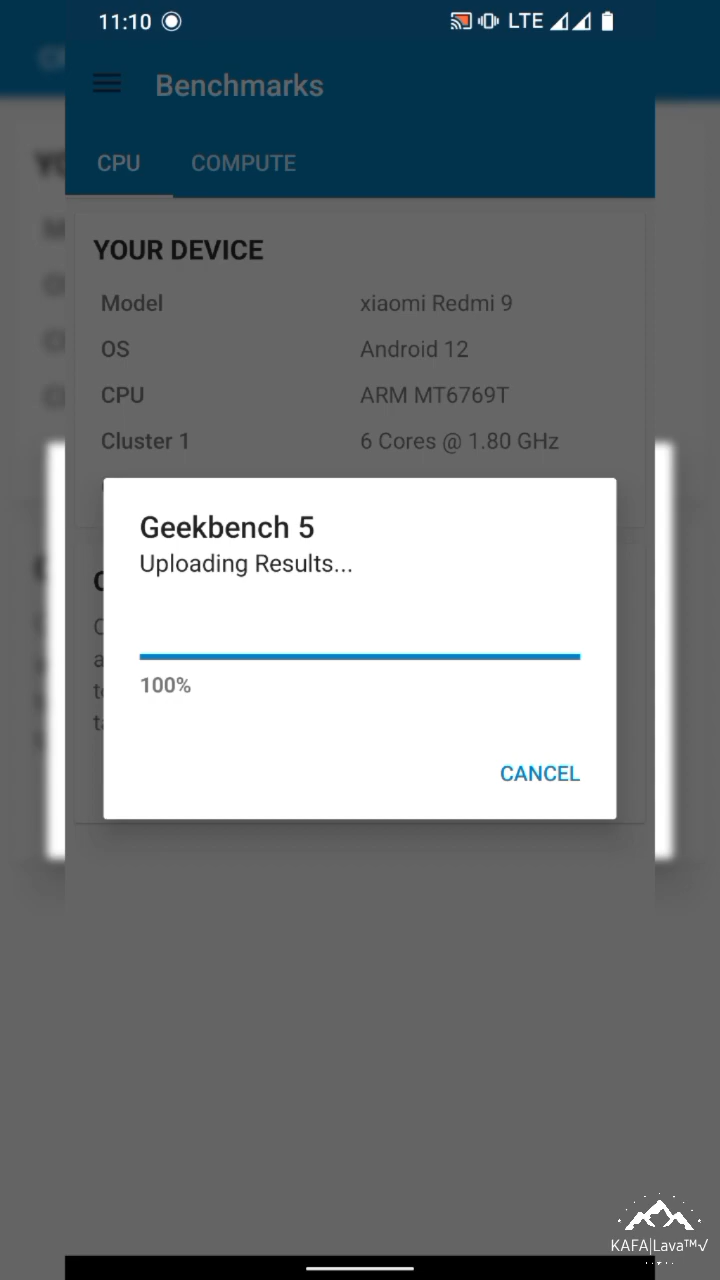 11:10 LTE
Benchmarks
CPU COMPUTE
YOUR DEVICE
Model xiaomi Redmi 9
OS Android 12
CPU ARM MT6769T
Cluster 1 6 Cores @ 1.80 GHz
Geekbench 5
Uploading Results...
100%
CANCEL
KAFA|Lava™√